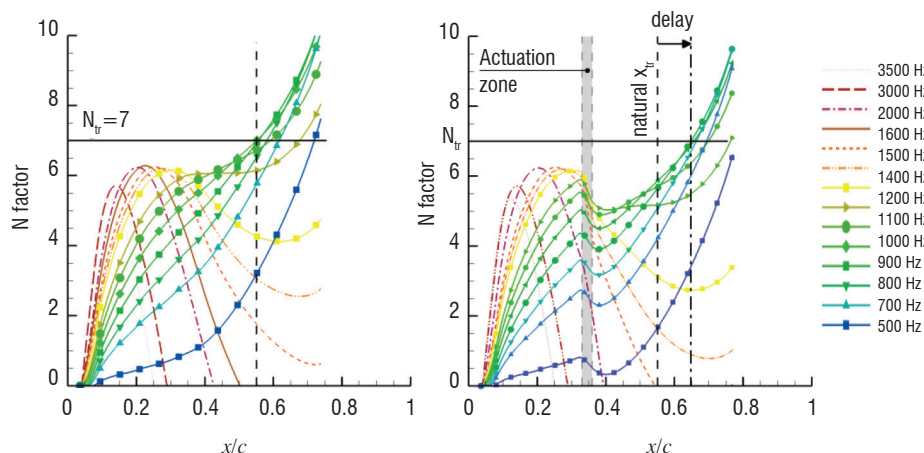 10
8
N_tr=7
6
N factor
4
2
0
0
0.2
0.4
0.6
0.8
1
x/c
delay
10
Actuation
zone
natural x_tr
8
N_tr
6
N factor
4
2
0
0
0.2
0.4
0.6
0.8
1
x/c
3500 Hz
3000 Hz
2000 Hz
1600 Hz
1500 Hz
1400 Hz
1200 Hz
1100 Hz
1000 Hz
900 Hz
800 Hz
700 Hz
500 Hz